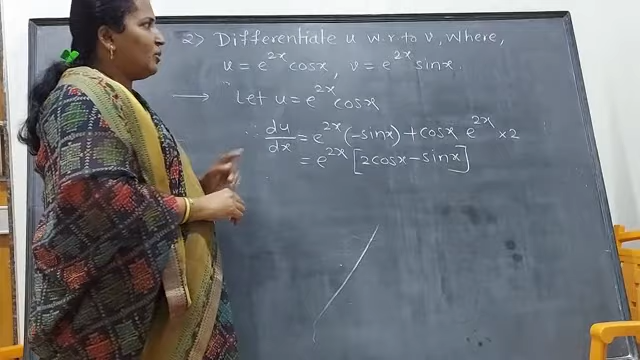 2) Differentiate u w.r.to v, where,
u = e^{2x} cosx, v = e^{2x} sinx.
→ Let u = e^{2x} cosx
∴ du/dx = e^{2x} (-sinx) + cosx e^{2x} × 2
= e^{2x} [2cosx - sinx]